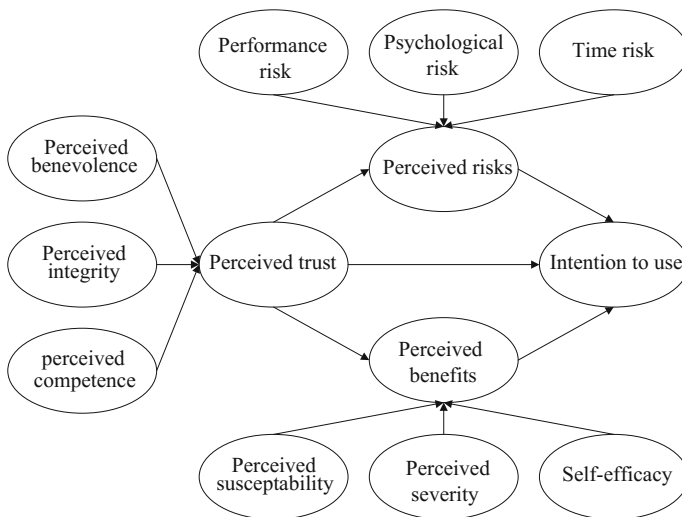 Performance
risk
Psychological
risk
Time risk
Perceived
benevolence
Perceived risks
Perceived
integrity
Perceived trust
Intention to use
perceived
competence
Perceived
benefits
Perceived
susceptability
Perceived
severity
Self-efficacy